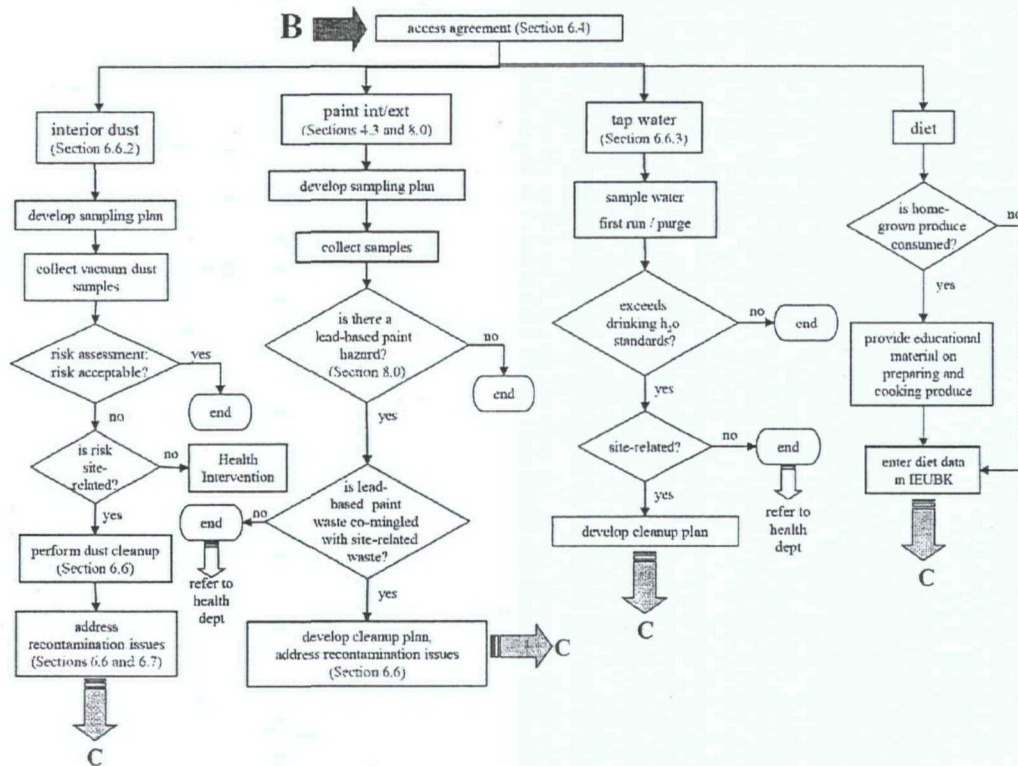 B
access agreement (Section 6.4)
interior dust
(Section 6.6.2)
develop sampling plan
collect vacuum dust
samples
risk assessment:
risk acceptable?
yes
end
no
is risk
site-
related?
no
Health
Intervention
yes
perform dust cleanup
(Section 6.6)
address
recontamination issues
(Sections 6.6 and 6.7)
C
paint int/ext
(Sections 4.3 and 8.0)
develop sampling plan
collect samples
is there a
lead-based paint
hazard?
(Section 8.0)
no
end
yes
is lead-
based paint
waste co-mingled
with site-related
waste?
no
end
refer to
health
dept
yes
develop cleanup plan,
address recontamination issues
(Section 6.6)
C
tap water
(Section 6.6.3)
sample water
first run / purge
exceeds
drinking h₂o
standards?
no
end
yes
site-related?
no
end
refer to
health
dept
yes
develop cleanup plan
C
diet
is home-
grown produce
consumed?
no
yes
provide educational
material on
preparing and
cooking produce
enter diet data
in IEUBK
C